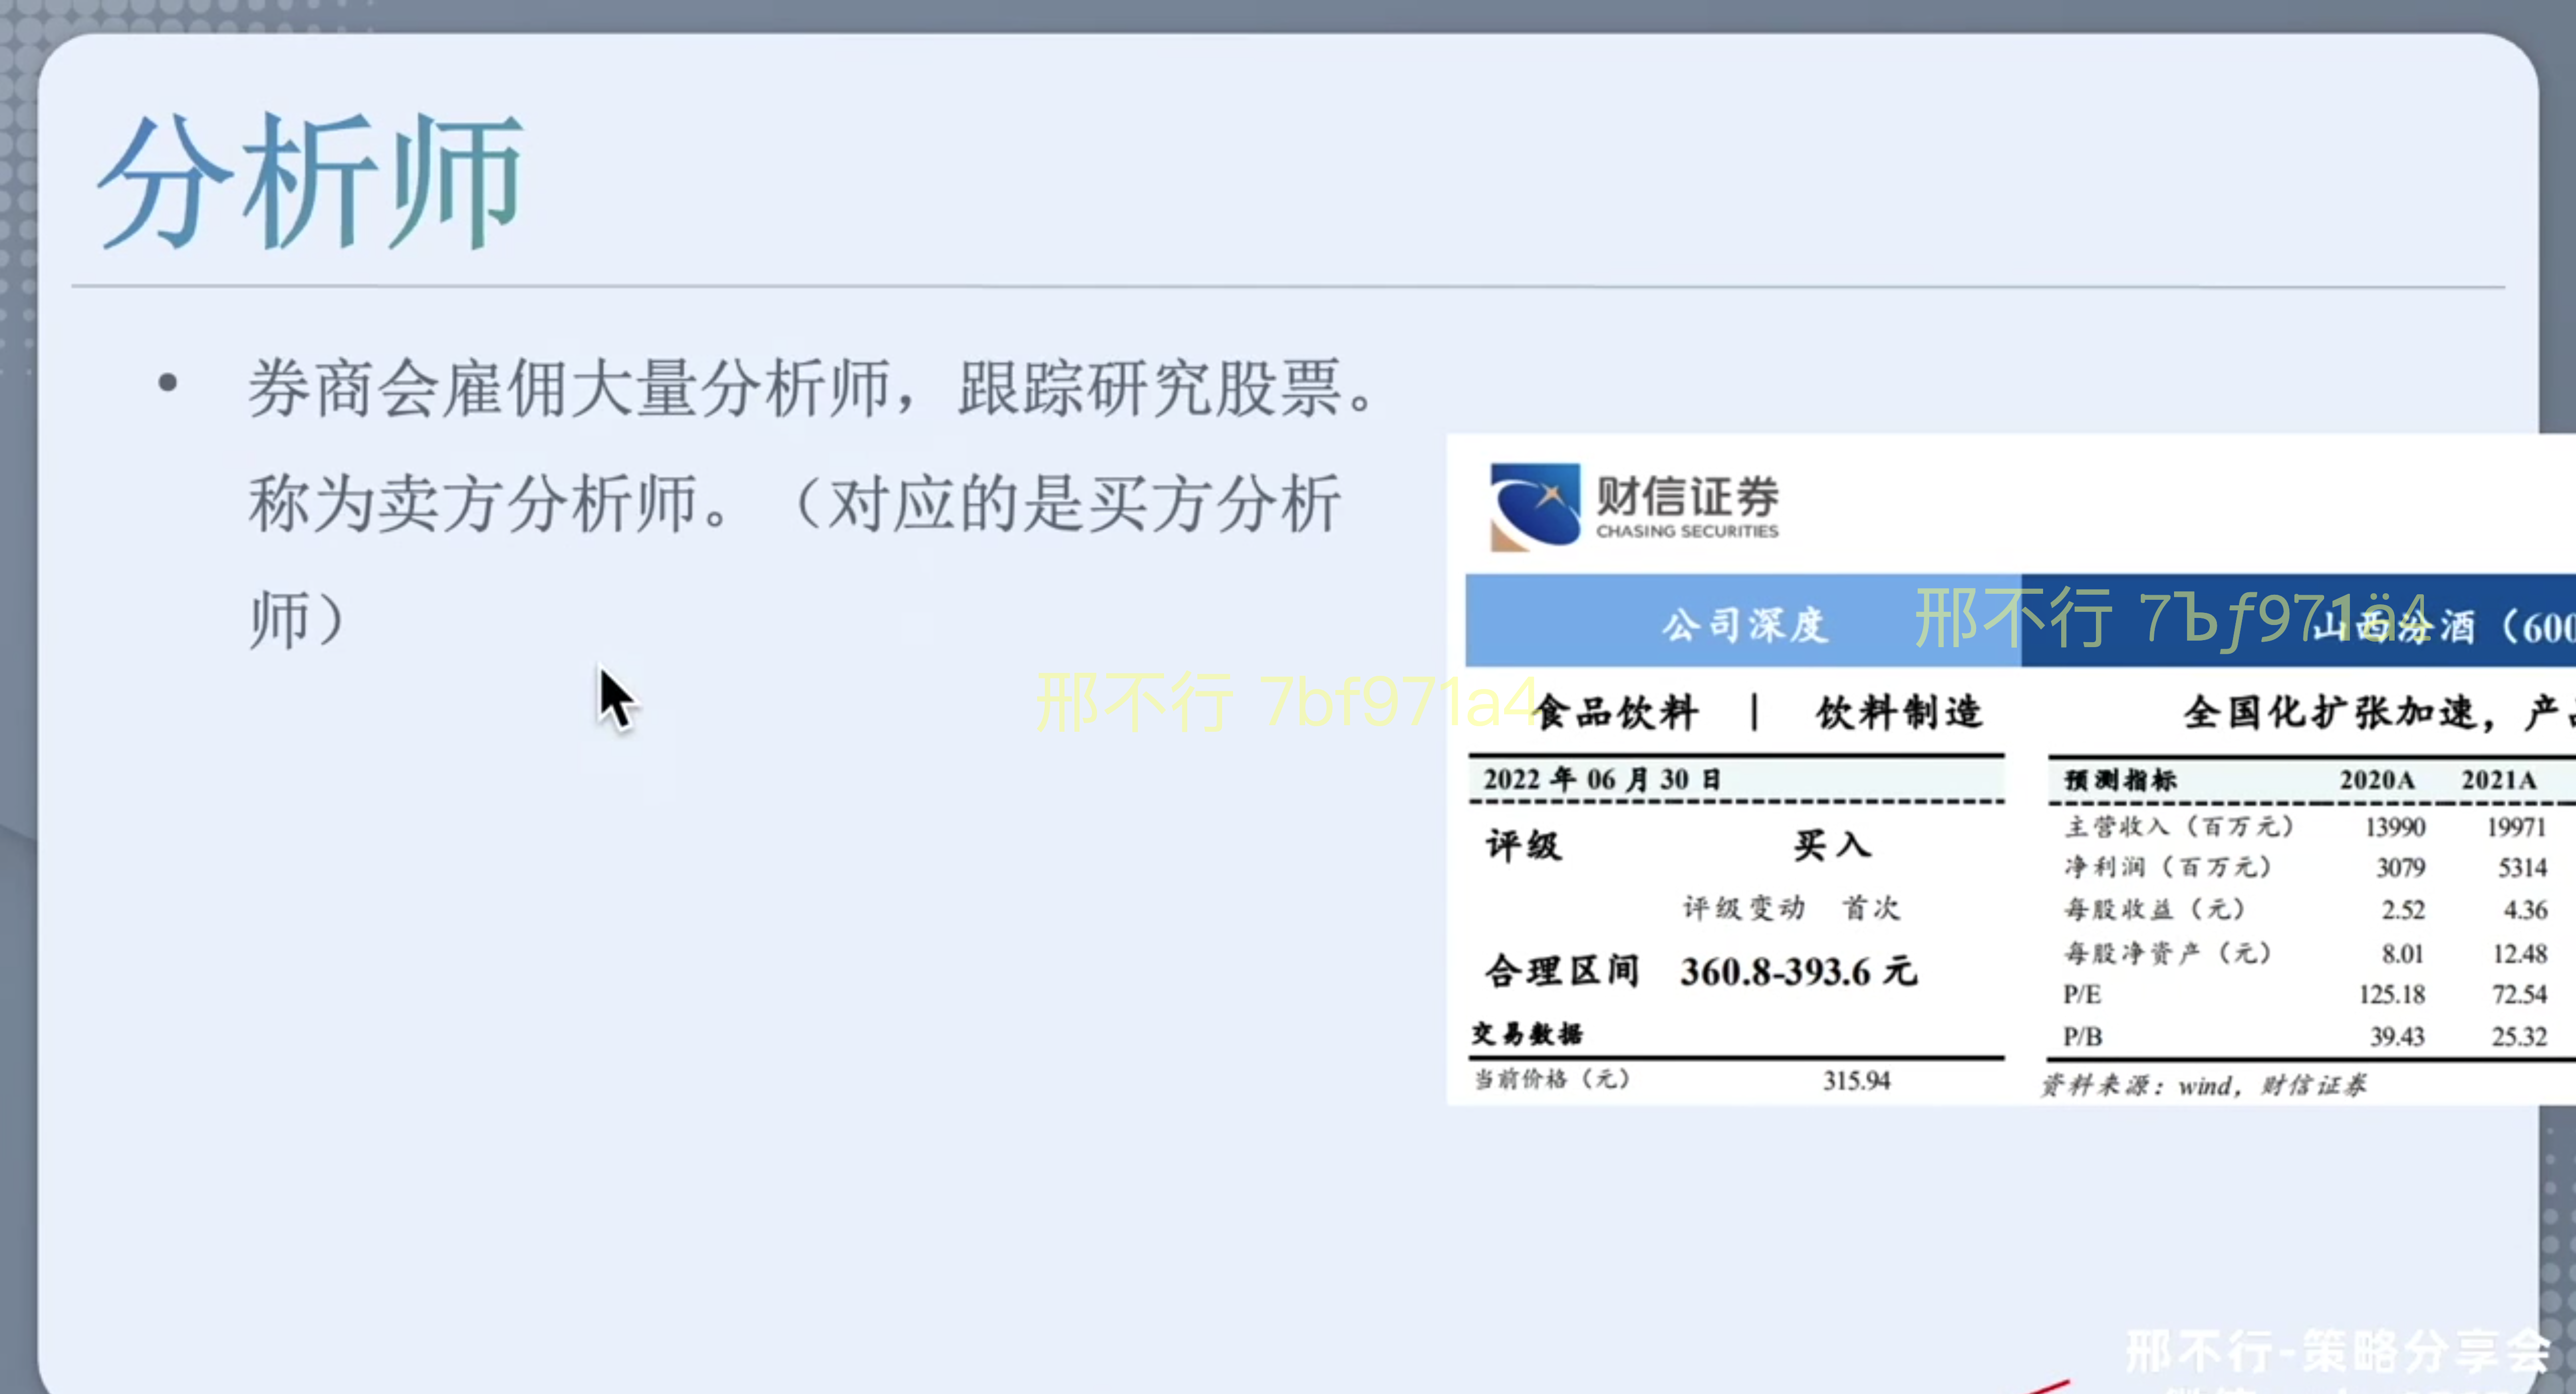 分析师
• 券商会雇佣大量分析师，跟踪研究股票。
称为卖方分析师。（对应的是买方分析
师）
财信证券
CHASING SECURITIES
公司深度
山西汾酒（600
邢不行 7bf971a4
邢不行 7bf971a4
食品饮料 | 饮料制造
全国化扩张加速，产
2022 年 06 月 30 日
评级 买入
评级变动 首次
合理区间 360.8-393.6 元
交易数据
当前价格（元） 315.94
预测指标 2020A 2021A
主营收入（百万元） 13990 19971
净利润（百万元） 3079 5314
每股收益（元） 2.52 4.36
每股净资产（元） 8.01 12.48
P/E 125.18 72.54
P/B 39.43 25.32
资料来源：wind，财信证券
邢不行-策略分享会